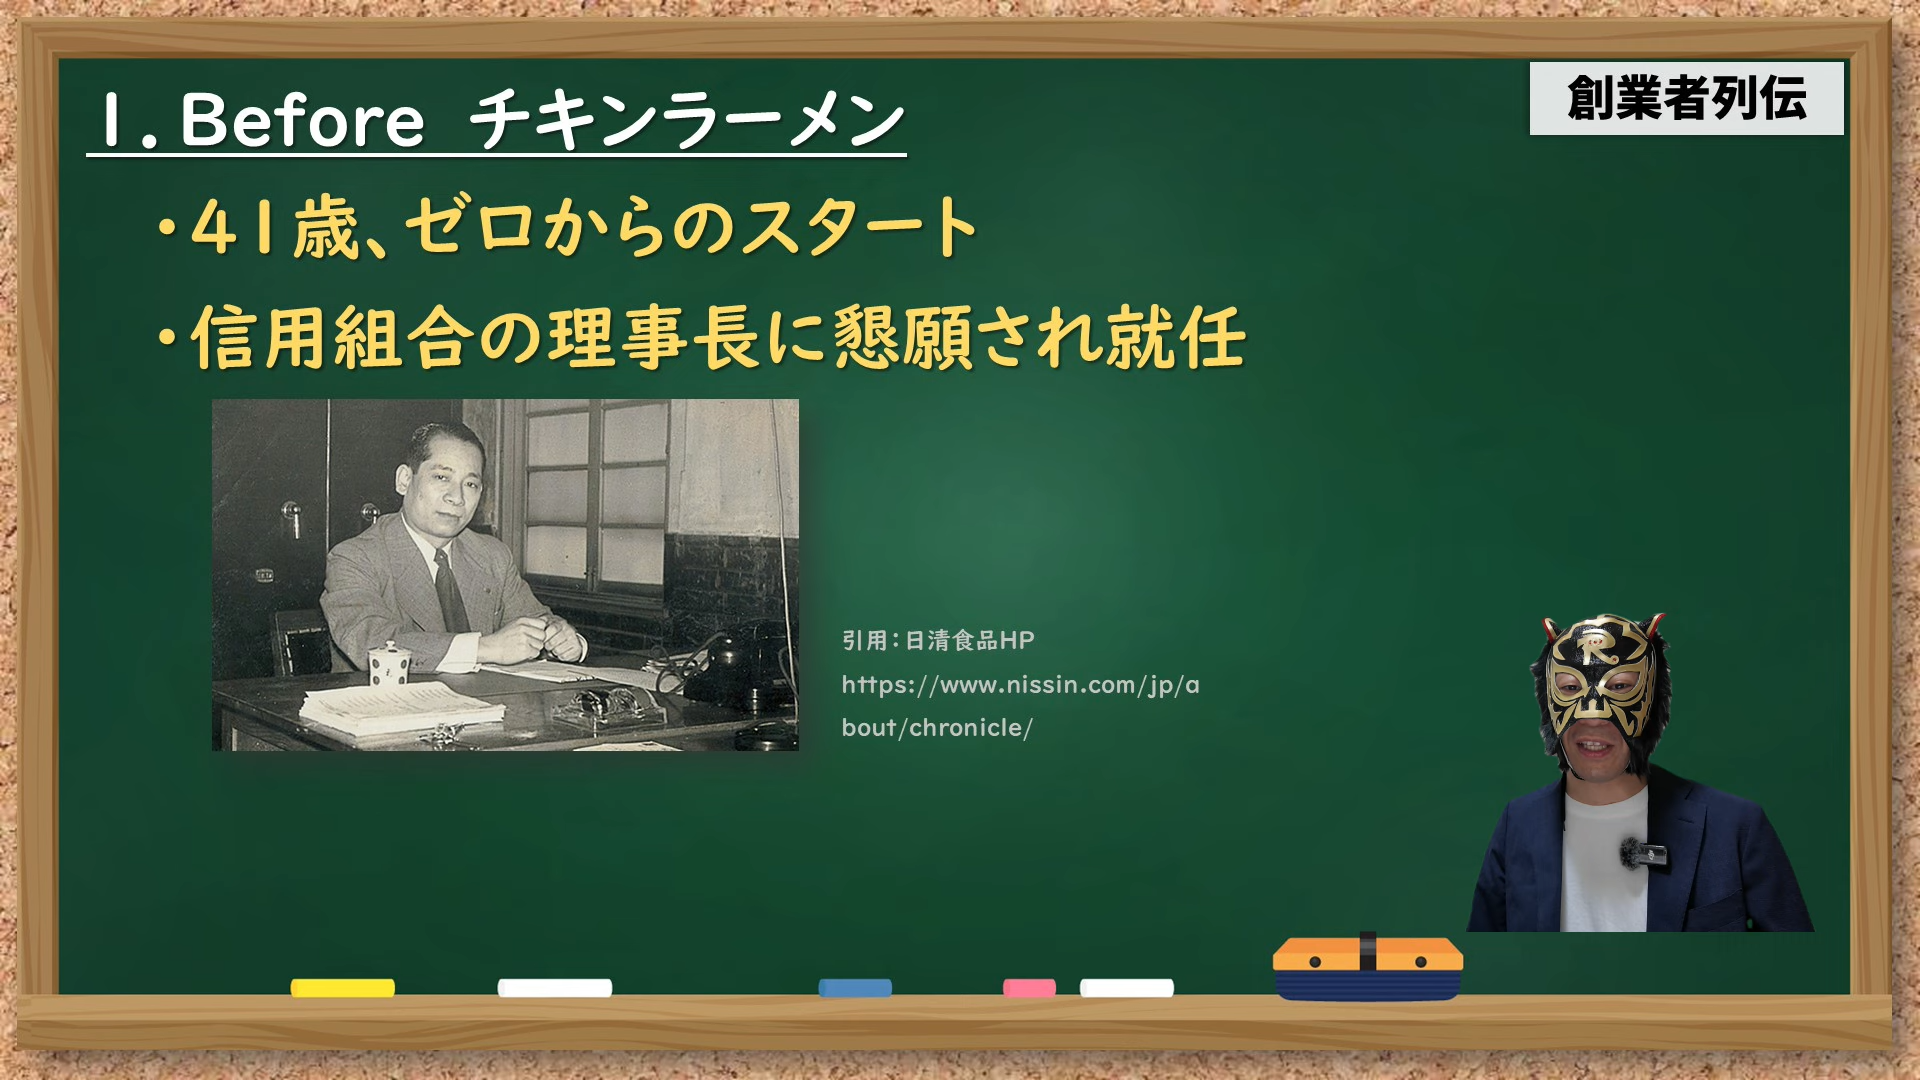 1. Before チキンラーメン
創業者列伝
・41歳、ゼロからのスタート
・信用組合の理事長に懇願され就任
引用:日清食品HP
https://www.nissin.com/jp/a
bout/chronicle/
R